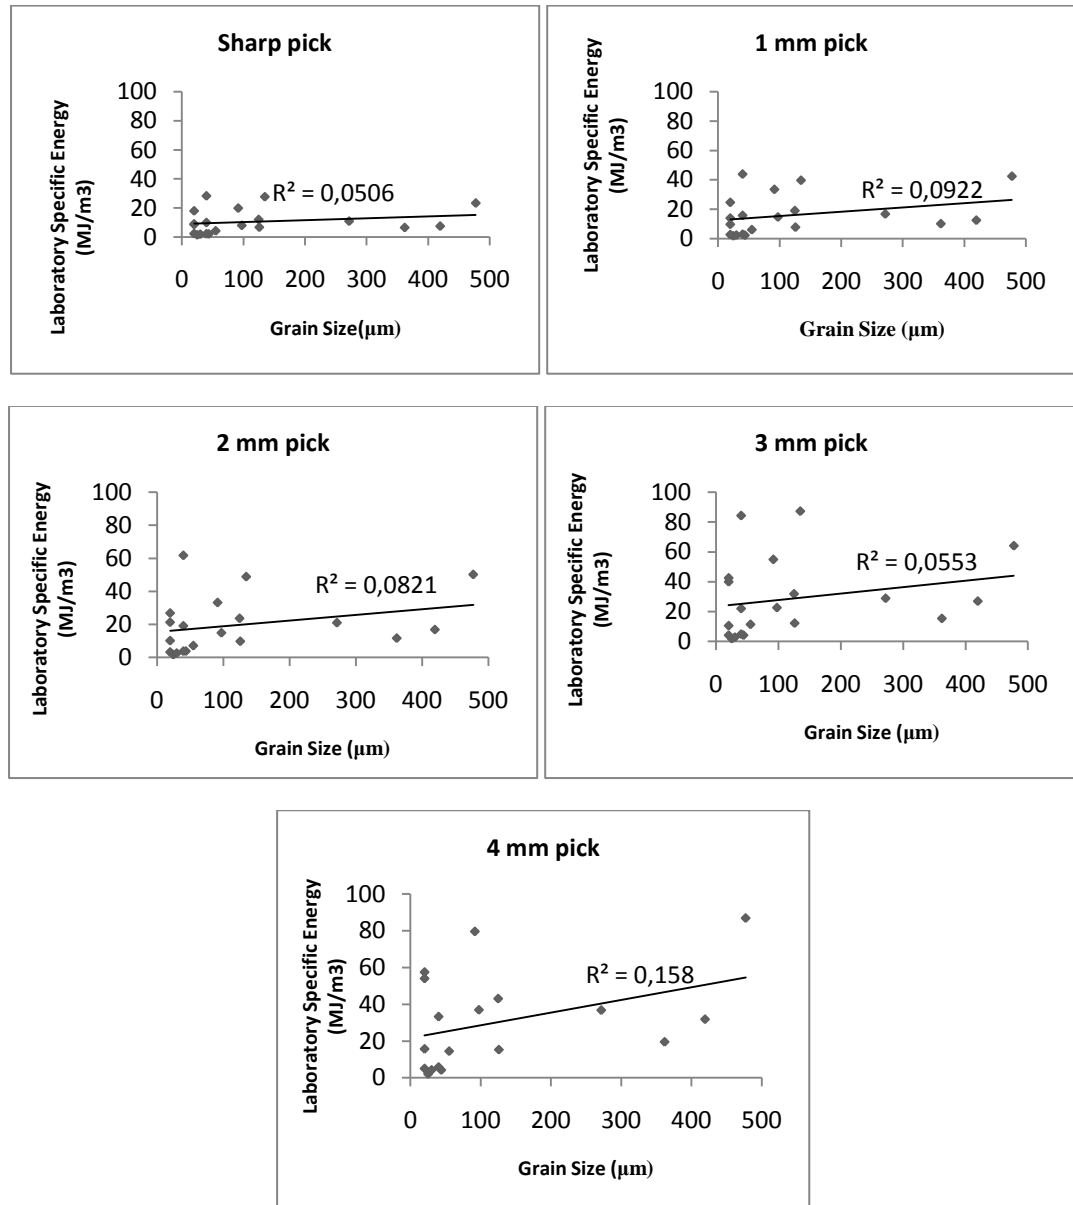 Sharp pick
Laboratory Specific Energy
(MJ/m3)
100
80
60
40
20
0
R² = 0,0506
0 100 200 300 400 500
Grain Size(μm)
1 mm pick
Laboratory Specific Energy
(MJ/m3)
100
80
60
40
20
0
R² = 0,0922
0 100 200 300 400 500
Grain Size (μm)
2 mm pick
Laboratory Specific Energy
(MJ/m3)
100
80
60
40
20
0
R² = 0,0821
0 100 200 300 400 500
Grain Size (μm)
3 mm pick
Laboratory Specific Energy
(MJ/m3)
100
80
60
40
20
0
R² = 0,0553
0 100 200 300 400 500
Grain Size (μm)
4 mm pick
Laboratory Specific Energy
(MJ/m3)
100
80
60
40
20
0
R² = 0,158
0 100 200 300 400 500
Grain Size (μm)